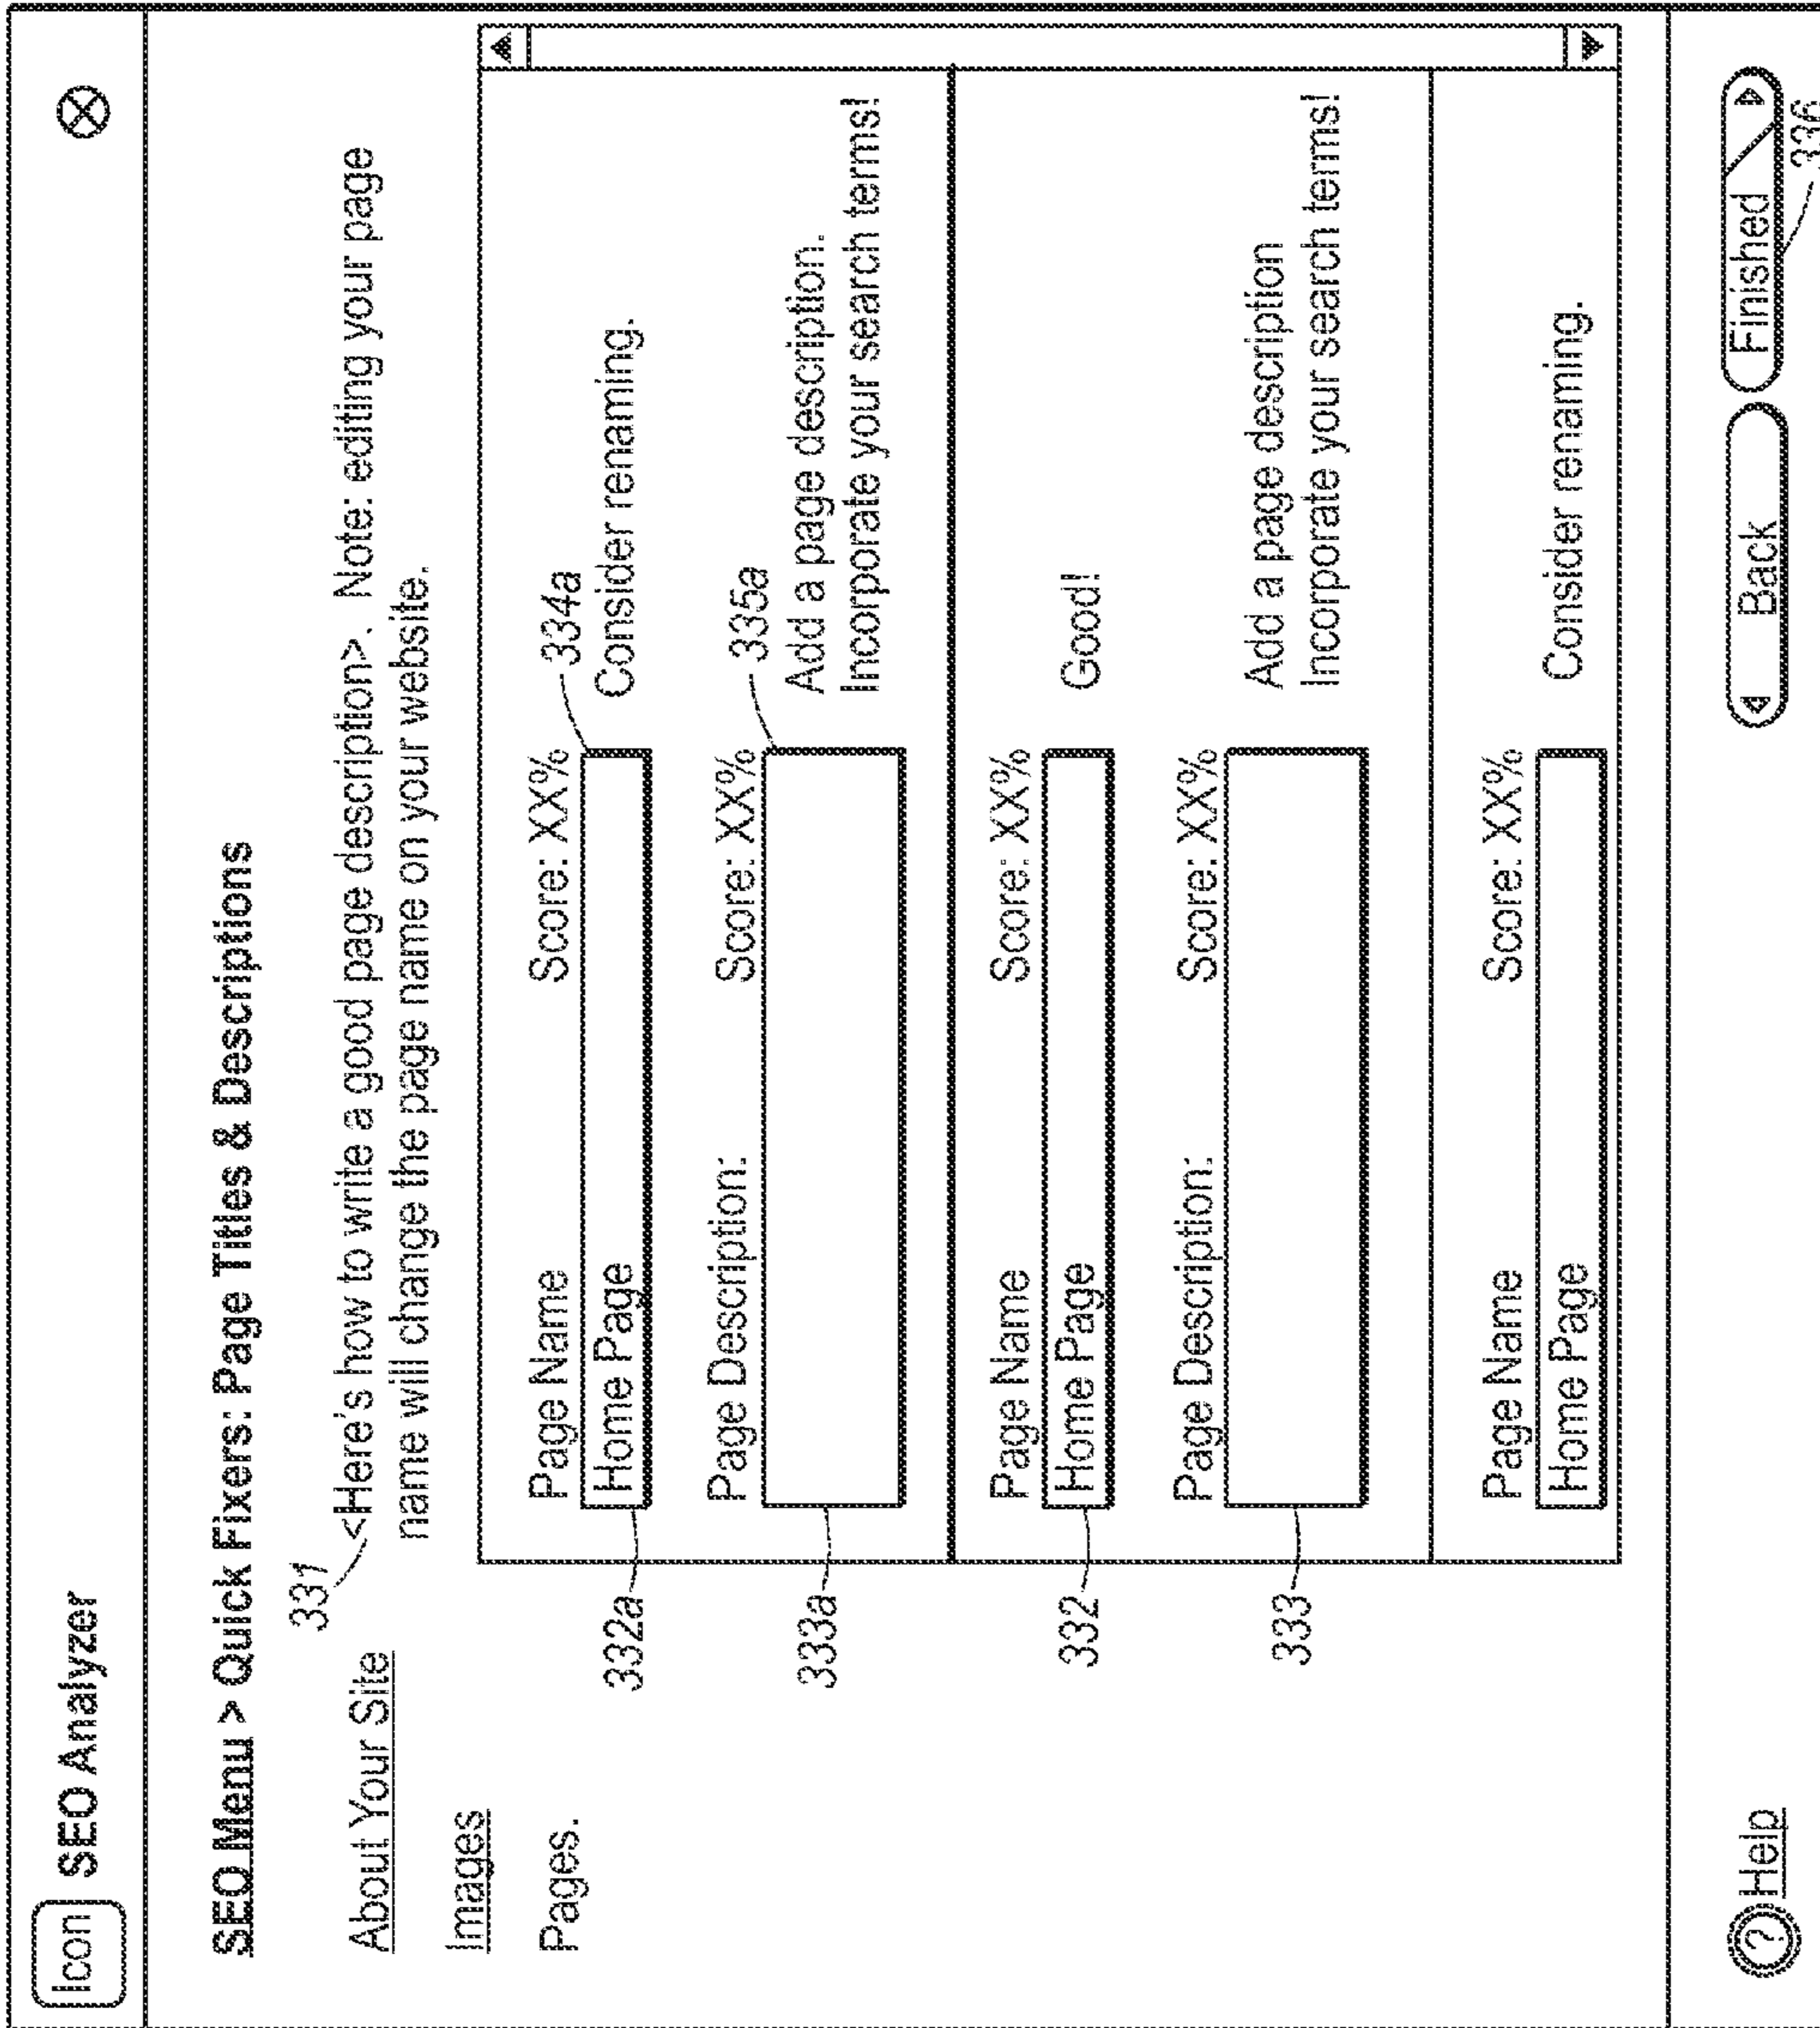 Icon SEO Analyzer
SEO Menu > Quick Fixers: Page Titles & Descriptions
331
<Here's how to write a good page description>. Note: editing your page
name will change the page name on your website.
About Your Site
Images
Pages.
Page Name Score: XX% 334a
332a Home Page Consider renaming.
Page Description: Score: XX% 335a
333a Add a page description.
Incorporate your search terms!
Page Name Score: XX%
332 Home Page Good!
Page Description: Score: XX%
333 Add a page description
Incorporate your search terms!
Page Name Score: XX%
Home Page Consider renaming.
? Help Back Finished
336